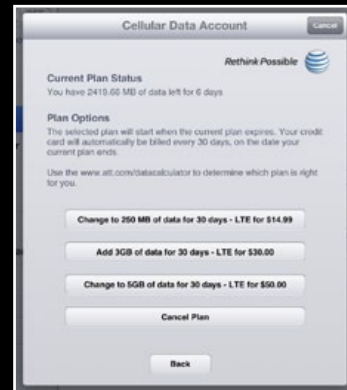 Cellular Data Account
Cancel
Rethink Possible
Current Plan Status
You have 2419.66 MB of data left for 6 days
Plan Options
The selected plan will start when the current plan expires. Your credit
card will automatically be billed every 30 days, on the date your
current plan ends.
Use the www.att.com/datacalculator to determine which plan is right
for you.
Change to 250 MB of data for 30 days - LTE for $14.99
Add 3GB of data for 30 days - LTE for $30.00
Change to 5GB of data for 30 days - LTE for $50.00
Cancel Plan
Back